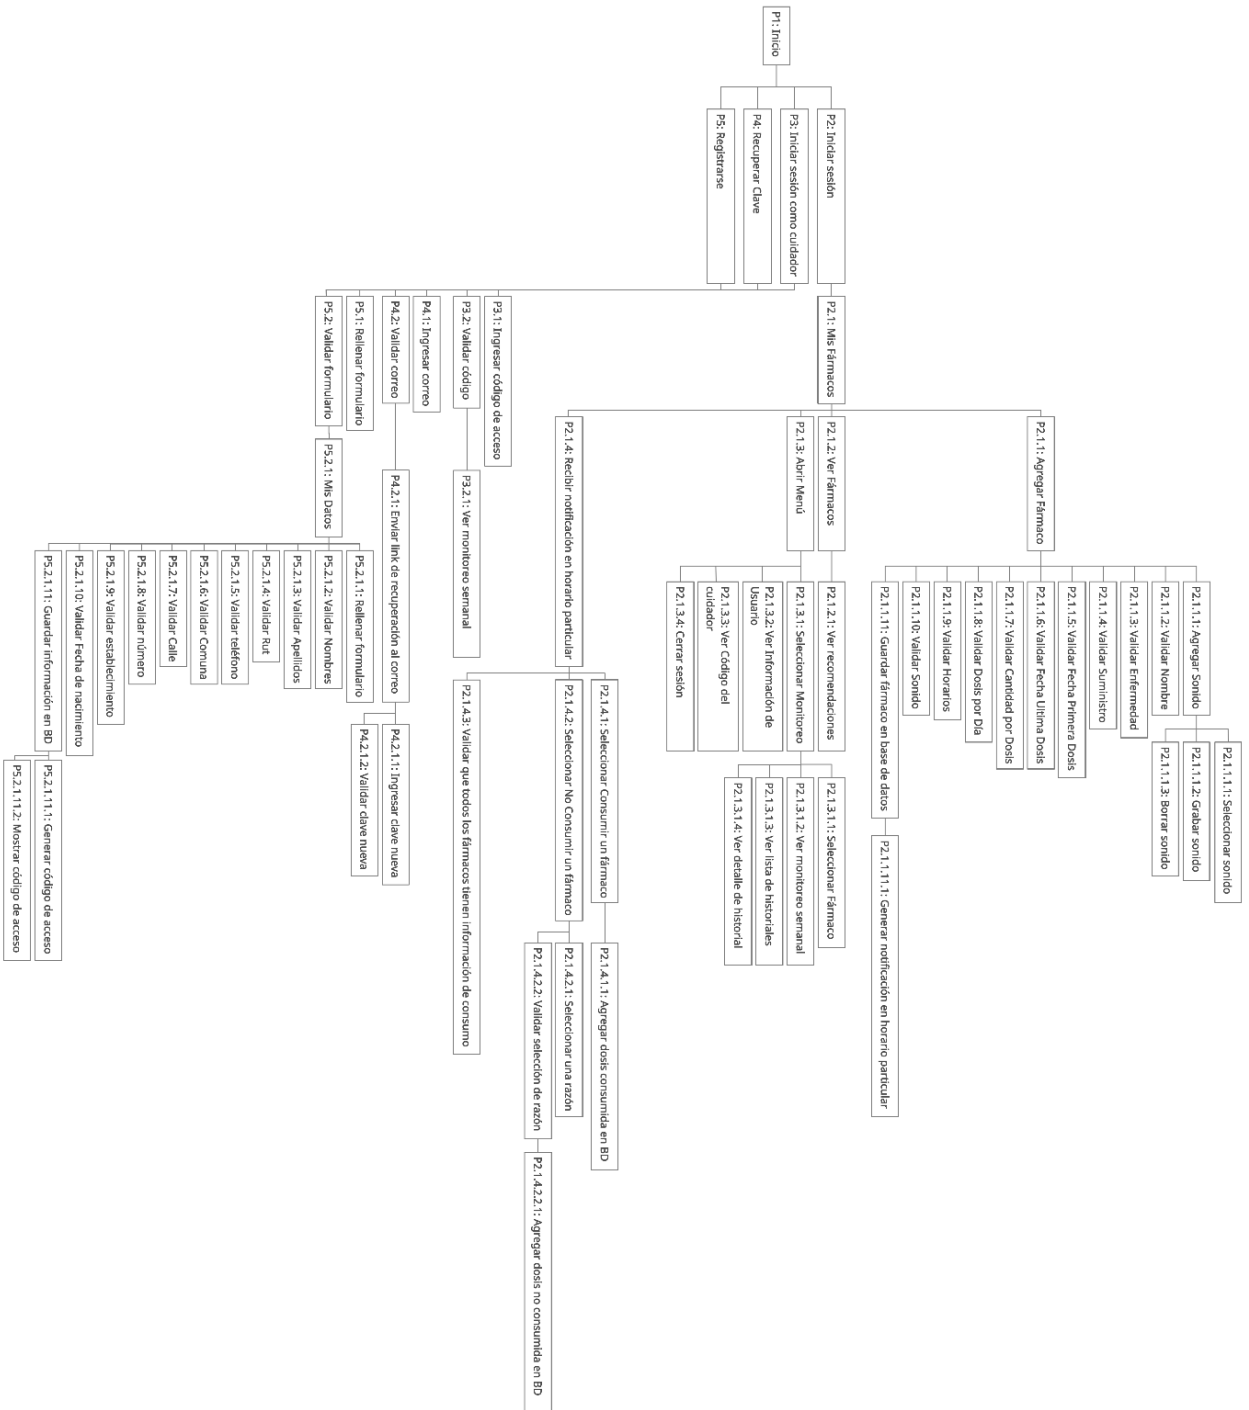 P1: Inicio
P2: Iniciar sesión
P3: Iniciar sesión como cuidador
P4: Recuperar Clave
P5: Registrarse
P2.1: Mis Fármacos
P3.1: Ingresar código de acceso
P3.2: Validar código
P4.1: Ingresar correo
P4.2: Validar correo
P5.1: Rellenar formulario
P5.2: Validar formulario
P2.1.1: Agregar Fármaco
P2.1.2: Ver Fármacos
P2.1.3: Abrir Menú
P2.1.4: Recibir notificación en horario particular
P3.2.1: Ver monitoreo semanal
P4.2.1: Enviar link de recuperación al correo
P5.2.1: Mis Datos
P2.1.1.1: Agregar Sonido
P2.1.1.2: Validar Nombre
P2.1.1.3: Validar Enfermedad
P2.1.1.4: Validar Suministro
P2.1.1.5: Validar Fecha Primera Dosis
P2.1.1.6: Validar Fecha Ultima Dosis
P2.1.1.7: Validar Cantidad por Dosis
P2.1.1.8: Validar Dosis por Día
P2.1.1.9: Validar Horarios
P2.1.1.10: Validar Sonido
P2.1.1.11: Guardar fármaco en base de datos
P2.1.2.1: Ver recomendaciones
P2.1.3.1: Seleccionar Monitoreo
P2.1.3.2: Ver Información de
Usuario
P2.1.3.3: Ver Código del
cuidador
P2.1.3.4: Cerrar sesión
P2.1.4.1: Seleccionar Consumir un fármaco
P2.1.4.2: Seleccionar No Consumir un fármaco
P2.1.4.3: Validar que todos los fármacos tienen información de consumo
P4.2.1.1: Ingresar clave nueva
P4.2.1.2: Validar clave nueva
P5.2.1.1: Relllenar formulario
P5.2.1.2: Validar Nombres
P5.2.1.3: Validar Apellidos
P5.2.1.4: Validar Rut
P5.2.1.5: Validar teléfono
P5.2.1.6: Validar Comuna
P5.2.1.7: Validar Calle
P5.2.1.8: Validar número
P5.2.1.9: Validar establecimiento
P5.2.1.10: Validar Fecha de nacimiento
P5.2.1.11: Guardar información en BD
P2.1.1.1.1: Seleccionar sonido
P2.1.1.1.2: Grabar sonido
P2.1.1.1.3: Borrar sonido
P2.1.1.11.1: Generar notificación en horario particular
P2.1.3.1.1: Seleccionar Fármaco
P2.1.3.1.2: Ver monitoreo semanal
P2.1.3.1.3: Ver lista de historiales
P2.1.3.1.4: Ver detalle de historial
P2.1.4.1.1: Agregar dosis consumida en BD
P2.1.4.2.1: Seleccionar una razón
P2.1.4.2.2: Validar selección de razón
P5.2.1.11.1: Generar código de acceso
P5.2.1.11.2: Mostrar código de acceso
P2.1.4.2.2.1: Agregar dosis no consumida en BD